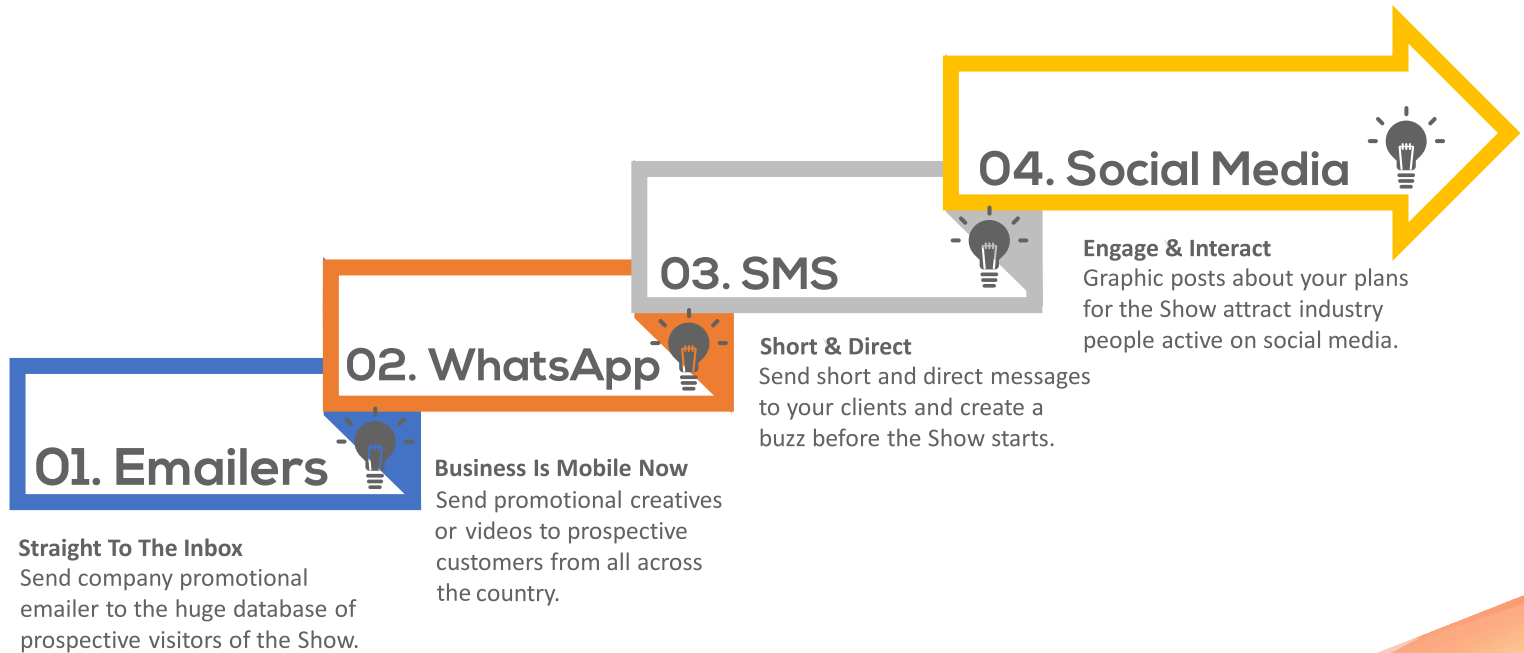 01. Emailers
Straight To The Inbox
Send company promotional
emailer to the huge database of
prospective visitors of the Show.
02. WhatsApp
Business Is Mobile Now
Send promotional creatives
or videos to prospective
customers from all across
the country.
03. SMS
Short & Direct
Send short and direct messages
to your clients and create a
buzz before the Show starts.
04. Social Media
Engage & Interact
Graphic posts about your plans
for the Show attract industry
people active on social media.